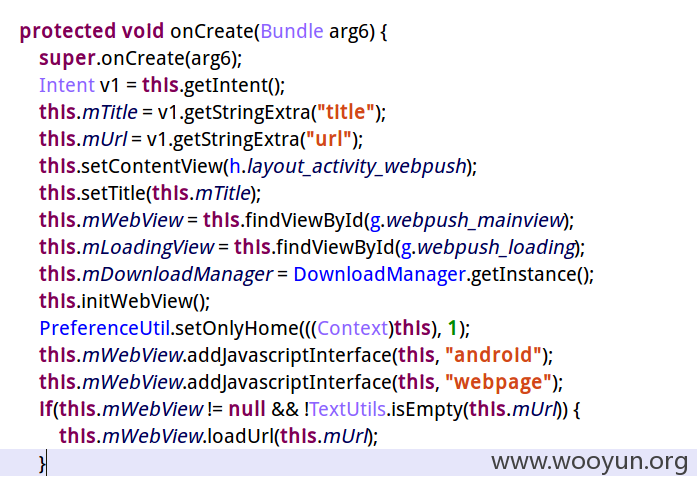 protected void onCreate(Bundle arg6) {
super.onCreate(arg6);
Intent v1 = this.getIntent();
this.mTitle = v1.getStringExtra("title");
this.mUrl = v1.getStringExtra("url");
this.setContentView(h.layout_activity_webpush);
this.setTitle(this.mTitle);
this.mWebView = this.findViewById(g.webpush_mainview);
this.mLoadingView = this.findViewById(g.webpush_loading);
this.mDownloadManager = DownloadManager.getInstance();
this.initWebView();
PreferenceUtil.setOnlyHome(((Context)this), 1);
this.mWebView.addJavascriptInterface(this, "android");
this.mWebView.addJavascriptInterface(this, "webpage");
if(this.mWebView != null && !TextUtils.isEmpty(this.mUrl)) {
this.mWebView.loadUrl(this.mUrl);
}
www.wooyun.org